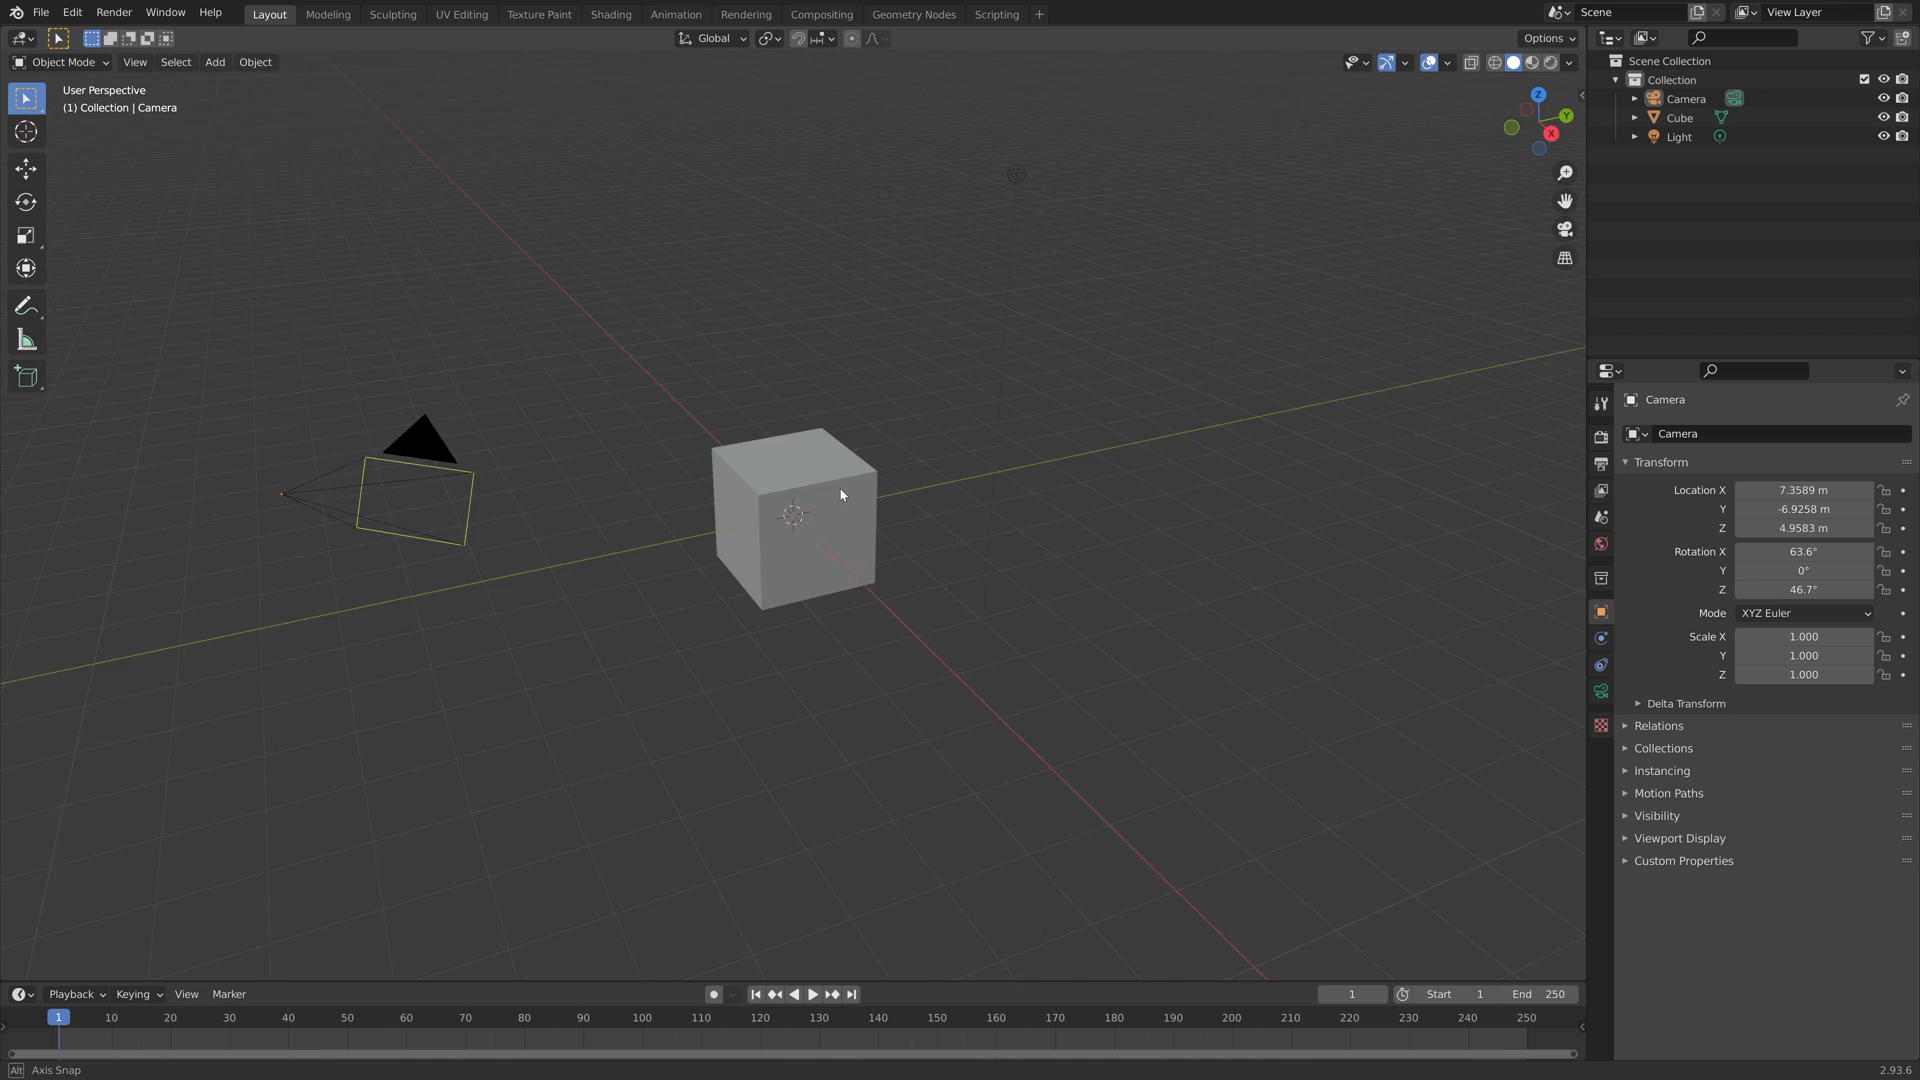 File Edit Render Window Help Layout Modeling Sculpting UV Editing Texture Paint Shading Animation Rendering Compositing Geometry Nodes Scripting + Scene View Layer
Global Options
Object Mode View Select Add Object
User Perspective
(1) Collection | Camera
Z
Y
X
Scene Collection
Collection
Camera
Cube
Light
Camera
Camera
Transform
Location X 7.3589 m
Y -6.9258 m
Z 4.9583 m
Rotation X 63.6°
Y 0°
Z 46.7°
Mode XYZ Euler
Scale X 1.000
Y 1.000
Z 1.000
Delta Transform
Relations
Collections
Instancing
Motion Paths
Visibility
Viewport Display
Custom Properties
Playback Keying View Marker 1 Start 1 End 250
1 10 20 30 40 50 60 70 80 90 100 110 120 130 140 150 160 170 180 190 200 210 220 230 240 250
Alt Axis Snap 2.93.6